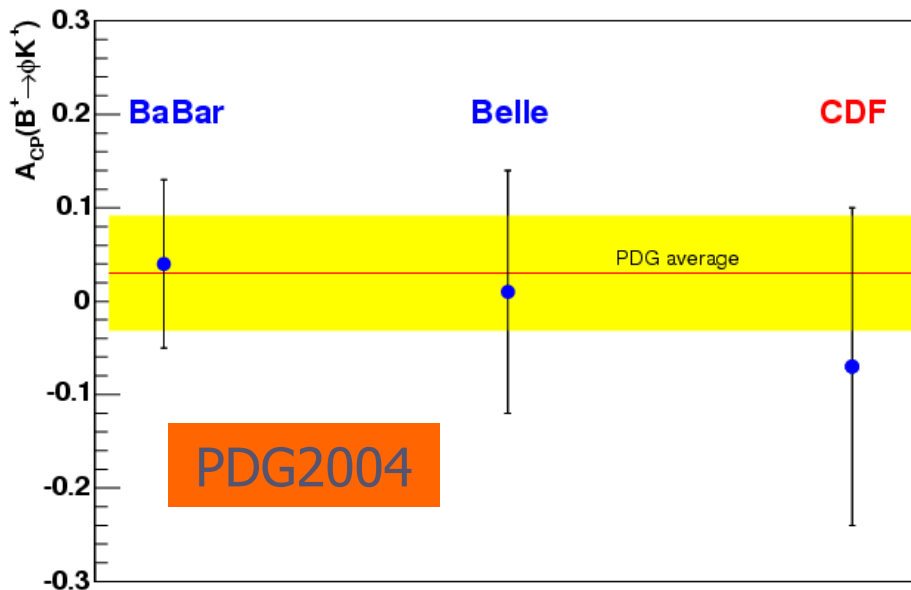 A_CP(B⁺→ϕK⁺)
0.3
0.2
0.1
0
-0.1
-0.2
-0.3
BaBar Belle CDF
PDG average
PDG2004